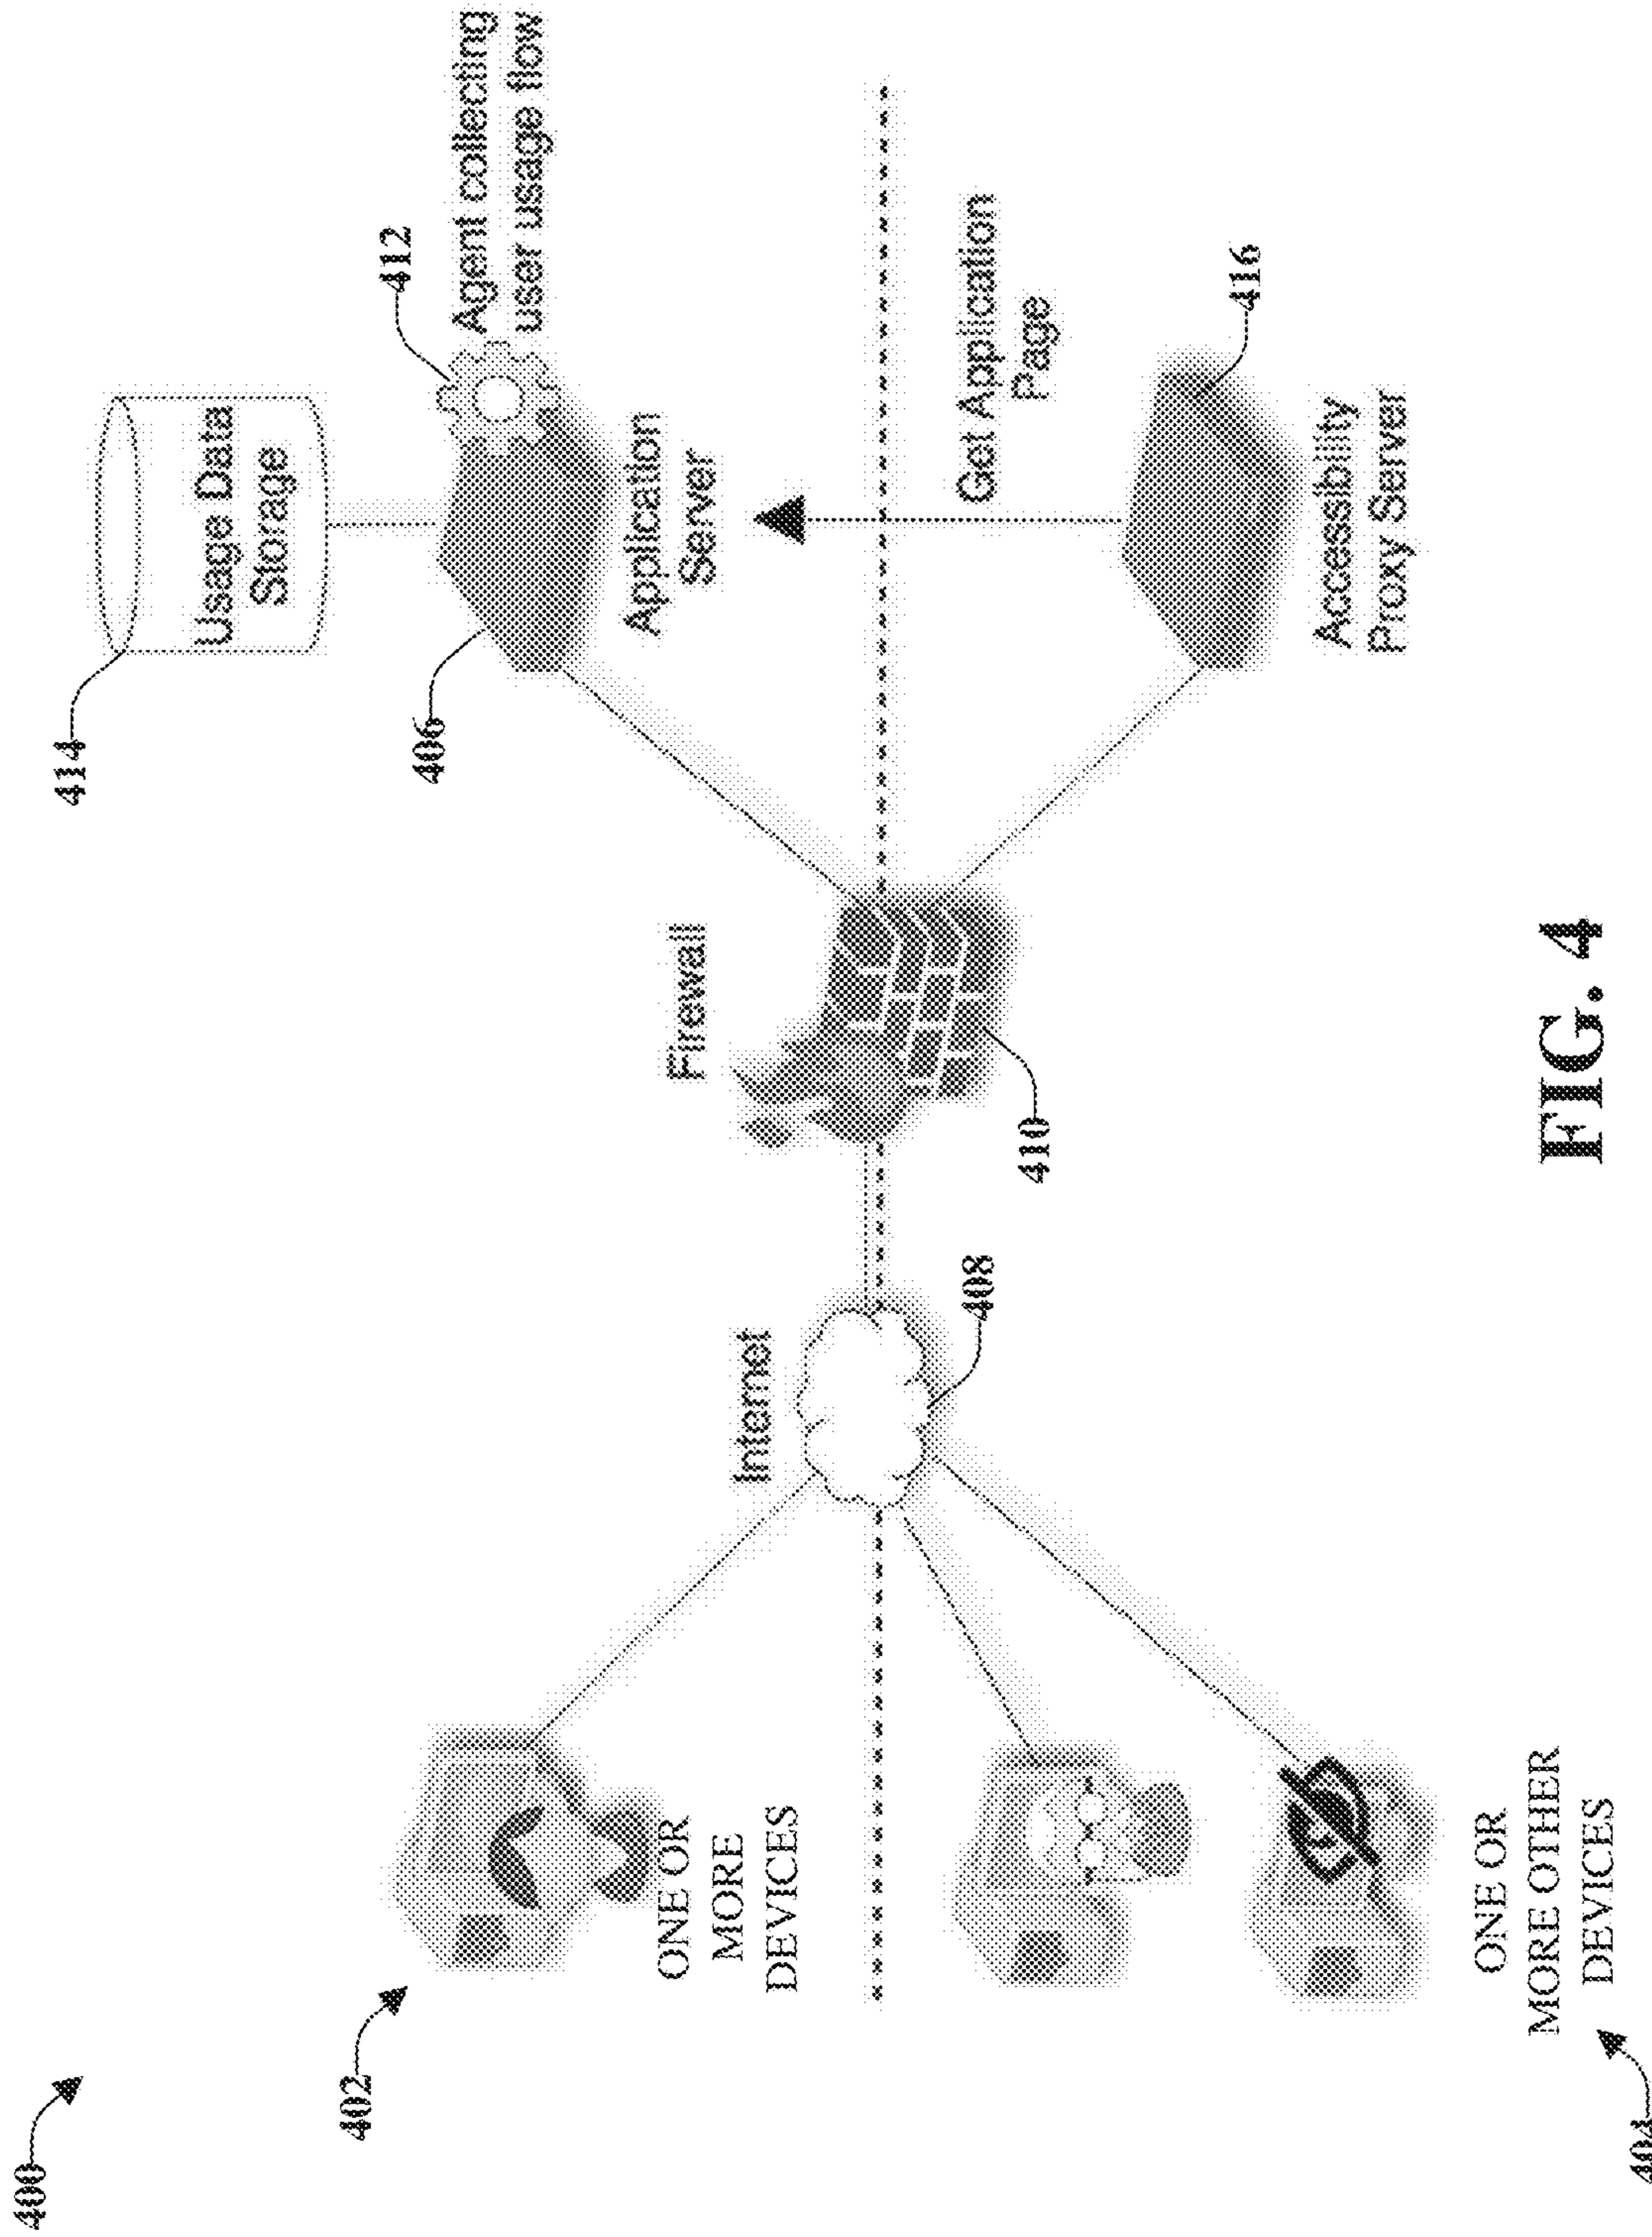 400
402
ONE OR
MORE
DEVICES
404
ONE OR
MORE OTHER
DEVICES
Internet
408
Firewall
410
414
Usage Data
Storage
406
412
Agent collecting
user usage flow
Application
Server
Get Application
Page
416
Accessibility
Proxy Server
FIG. 4